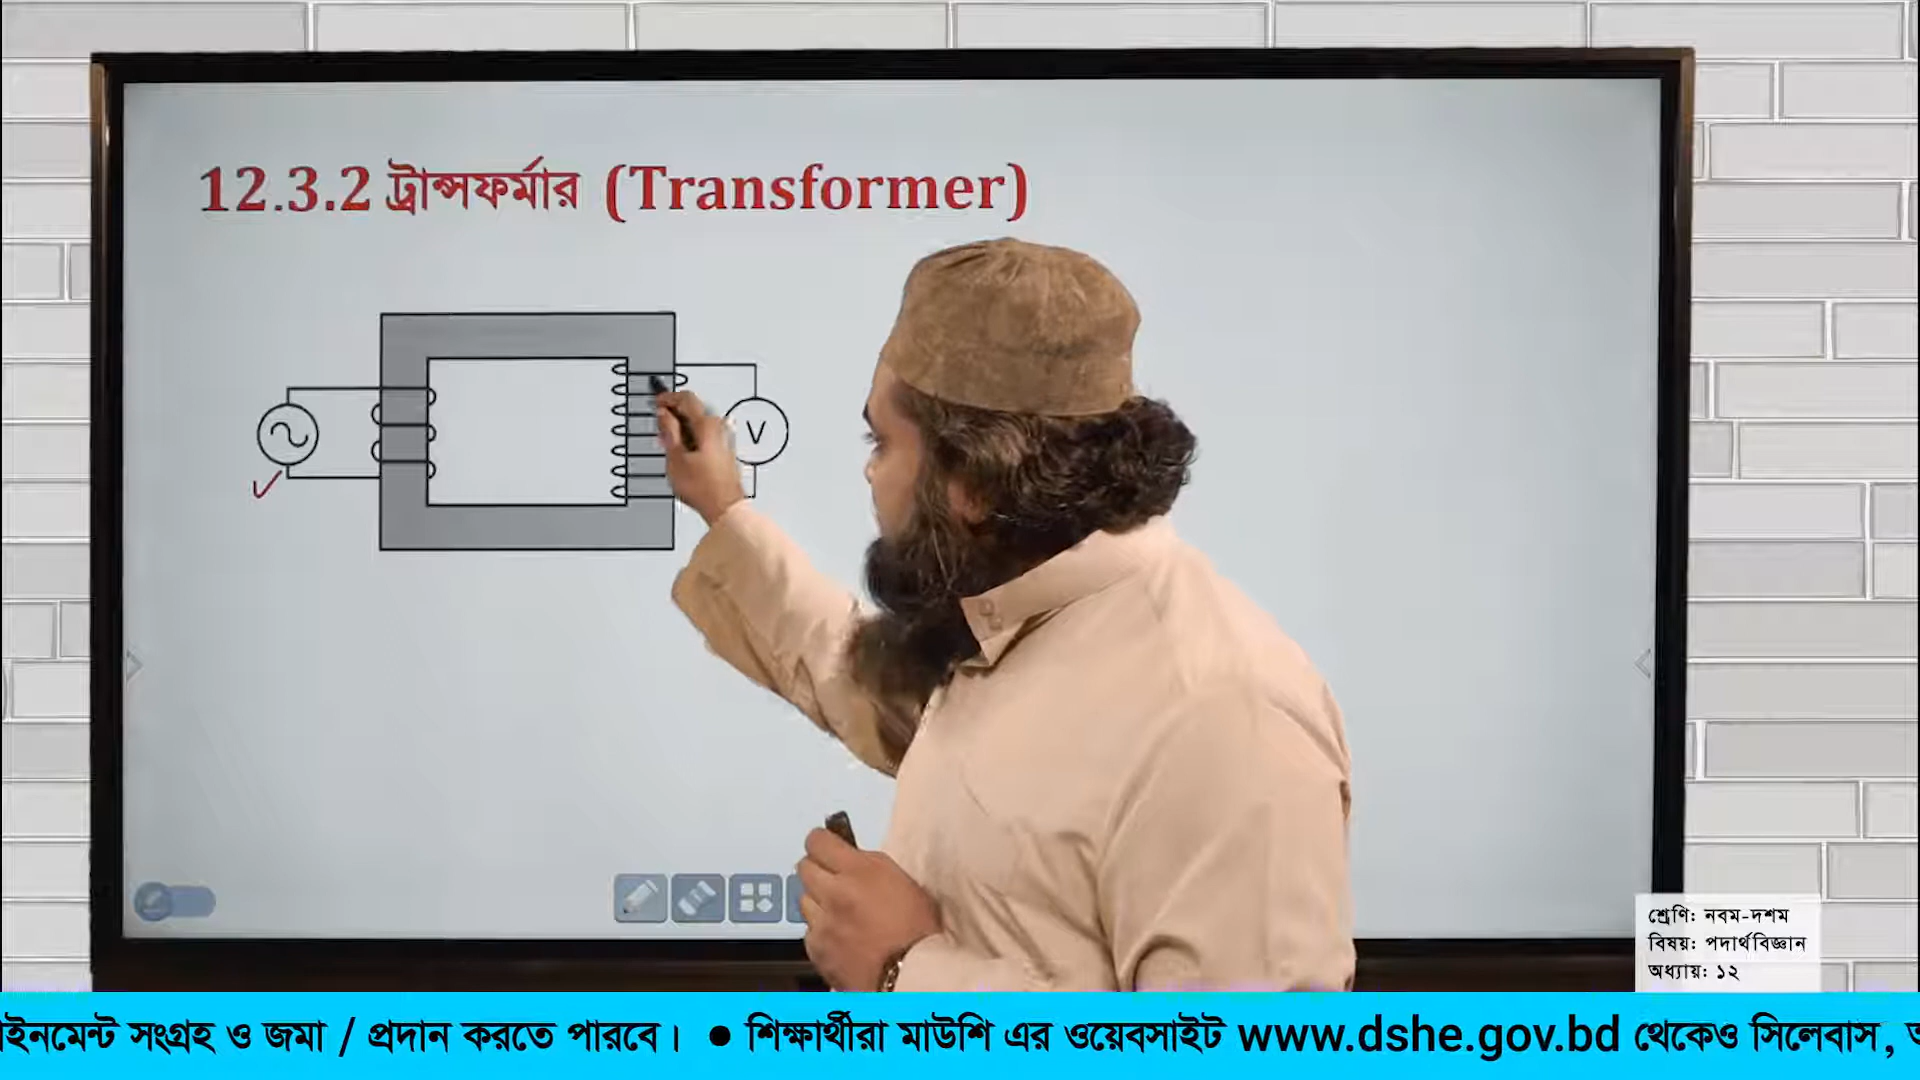 12.3.2 ট্রান্সফর্মার (Transformer)
V
শ্রেণি: নবম-দশম
বিষয়: পদার্থবিজ্ঞান
অধ্যায়: ১২
সংগ্রহ ও জমা / প্রদান করতে পারবে। ● শিক্ষার্থীরা মাউশি এর ওয়েবসাইট www.dshe.gov.bd থেকেও সিলেবাস,